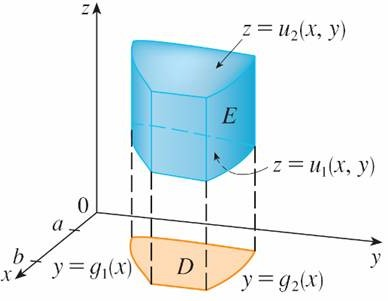 z
z = u₂(x, y)
E
z = u₁(x, y)
0
a
b
x
y = g₁(x)
D
y = g₂(x)
y